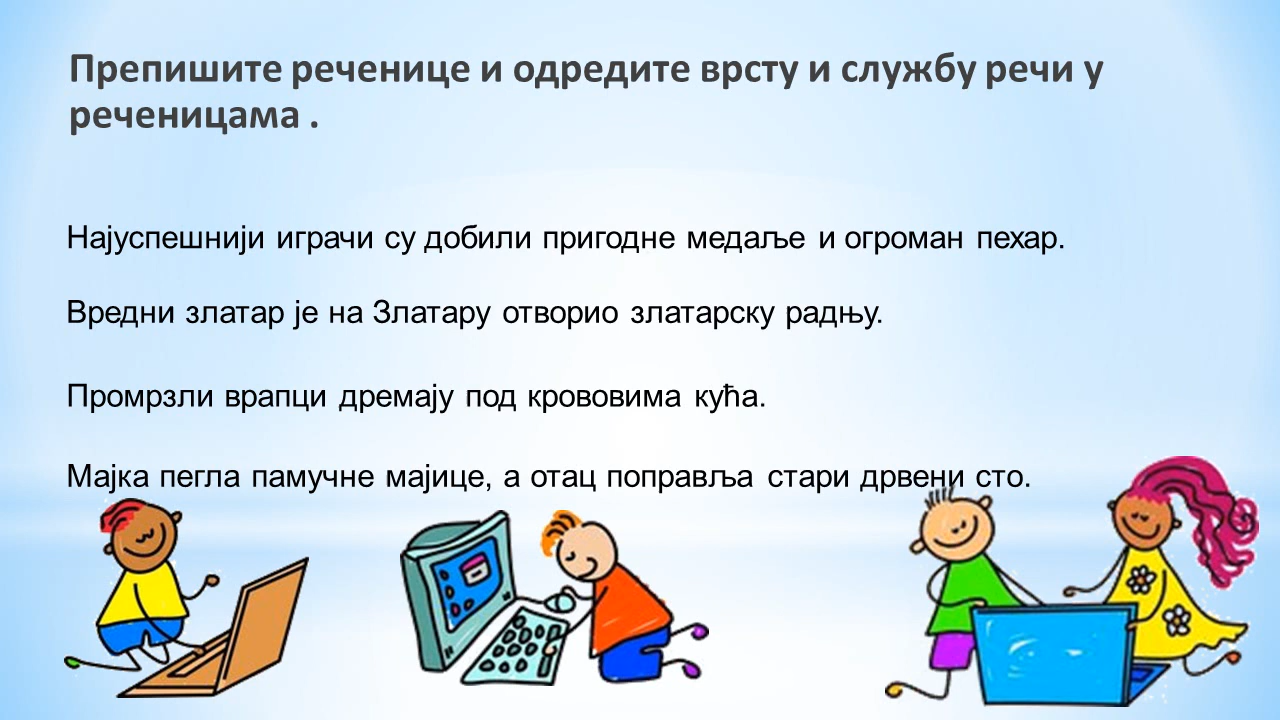 Препишите реченице и одредите врсту и службу речи у
реченицама .
Најуспешнији играчи су добили пригодне медаље и огроман пехар.
Вредни златар је на Златару отворио златарску радњу.
Промрзли врапци дремају под крововима кућа.
Мајка пегла памучне мајице, а отац поправља стари дрвени сто.